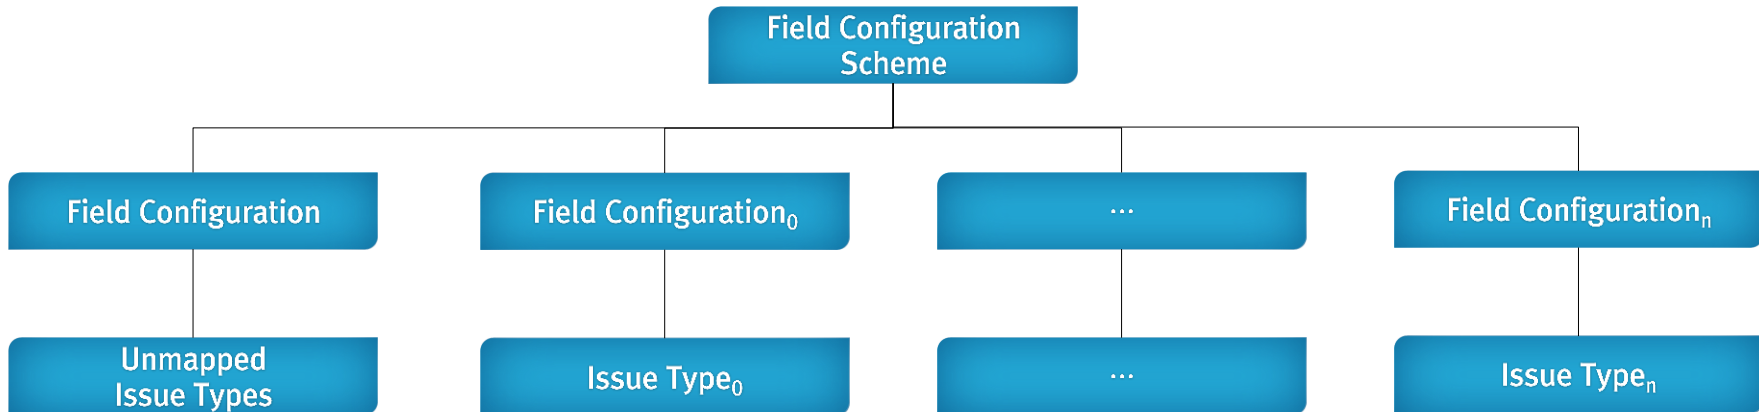 Field Configuration
Scheme
Field Configuration
Field Configuration₀
...
Field Configurationₙ
Unmapped
Issue Types
Issue Type₀
...
Issue Typeₙ